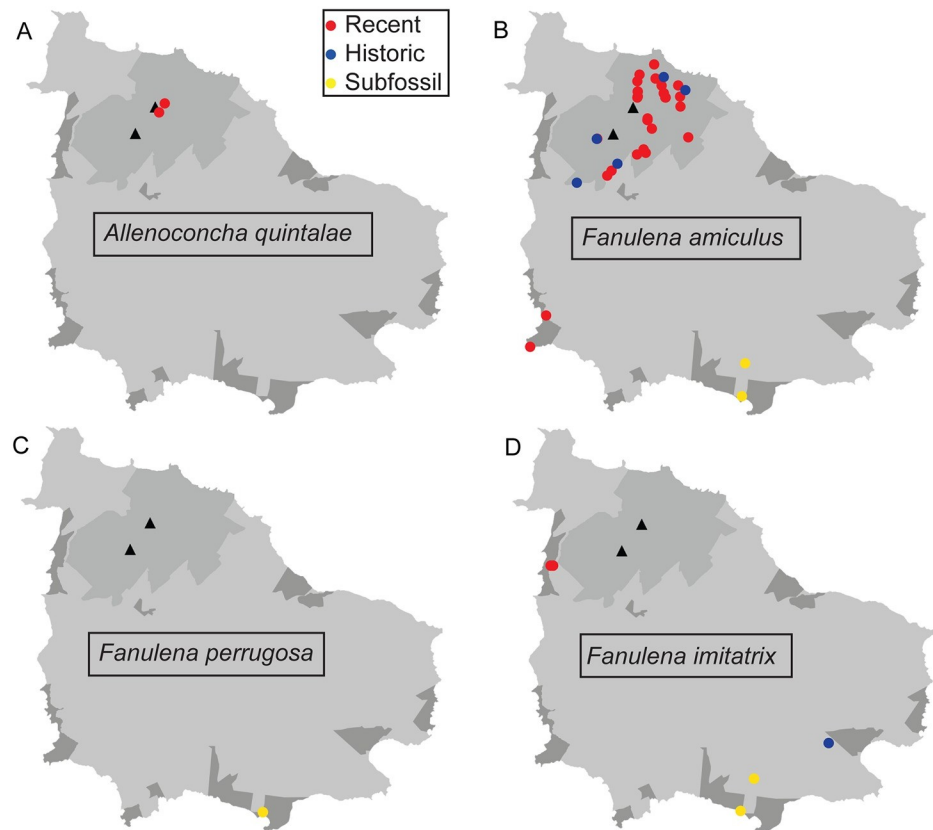 A
Recent
Historic
Subfossil
B
Allenoconcha quintalae
Fanulena amiculus
C
D
Fanulena perrugosa
Fanulena imitatrix